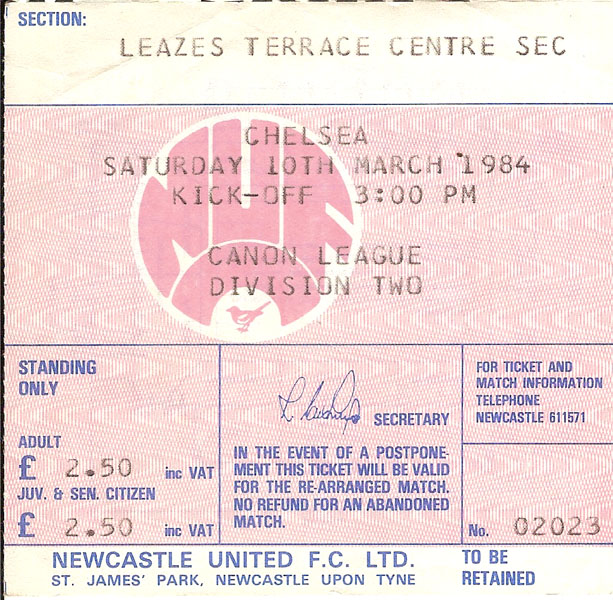 SECTION:
LEAZES TERRACE CENTRE SEC
NUFC
CHELSEA
SATURDAY 10TH MARCH 1984
KICK-OFF 3:00 PM
CANON LEAGUE
DIVISION TWO
STANDING
ONLY
ADULT
£ 2.50 inc VAT
JUV. & SEN. CITIZEN
£ 2.50 inc VAT
SECRETARY
IN THE EVENT OF A POSTPONE-
MENT THIS TICKET WILL BE VALID
FOR THE RE-ARRANGED MATCH.
NO REFUND FOR AN ABANDONED
MATCH.
FOR TICKET AND
MATCH INFORMATION
TELEPHONE
NEWCASTLE 611571
No. 02023
NEWCASTLE UNITED F.C. LTD.
ST. JAMES' PARK, NEWCASTLE UPON TYNE
TO BE
RETAINED